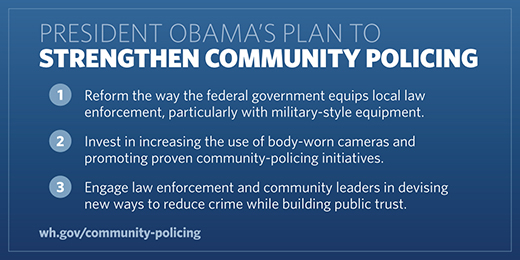 PRESIDENT OBAMA'S PLAN TO
STRENGTHEN COMMUNITY POLICING
1 Reform the way the federal government equips local law
enforcement, particularly with military-style equipment.
2 Invest in increasing the use of body-worn cameras and
promoting proven community-policing initiatives.
3 Engage law enforcement and community leaders in devising
new ways to reduce crime while building public trust.
wh.gov/community-policing